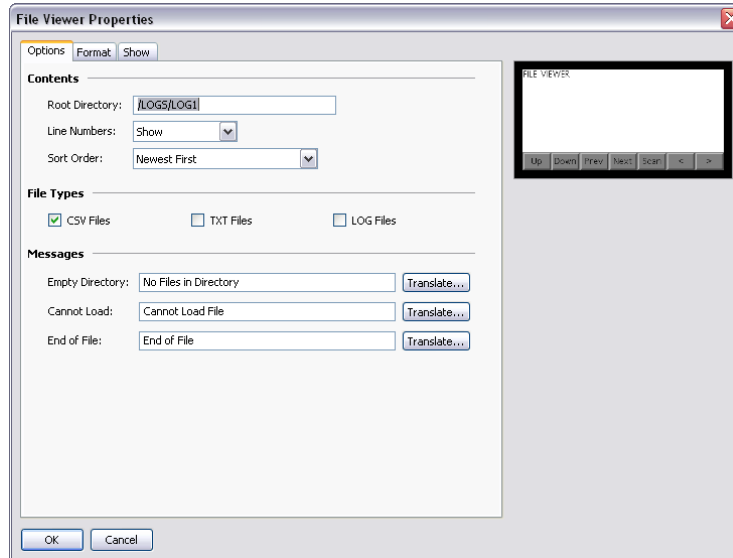 File Viewer Properties
Options Format Show
Contents
Root Directory: /LOGS/LOG1
Line Numbers: Show
Sort Order: Newest First
File Types
CSV Files TXT Files LOG Files
Messages
Empty Directory: No Files in Directory Translate...
Cannot Load: Cannot Load File Translate...
End of File: End of File Translate...
OK Cancel
FILE VIEWER
Up Down Prev Next Scan < >